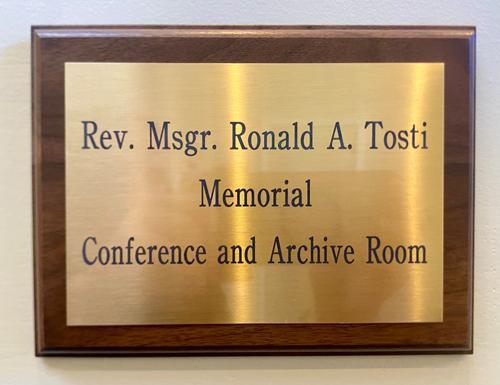 Rev. Msgr. Ronald A. Tosti
Memorial
Conference and Archive Room